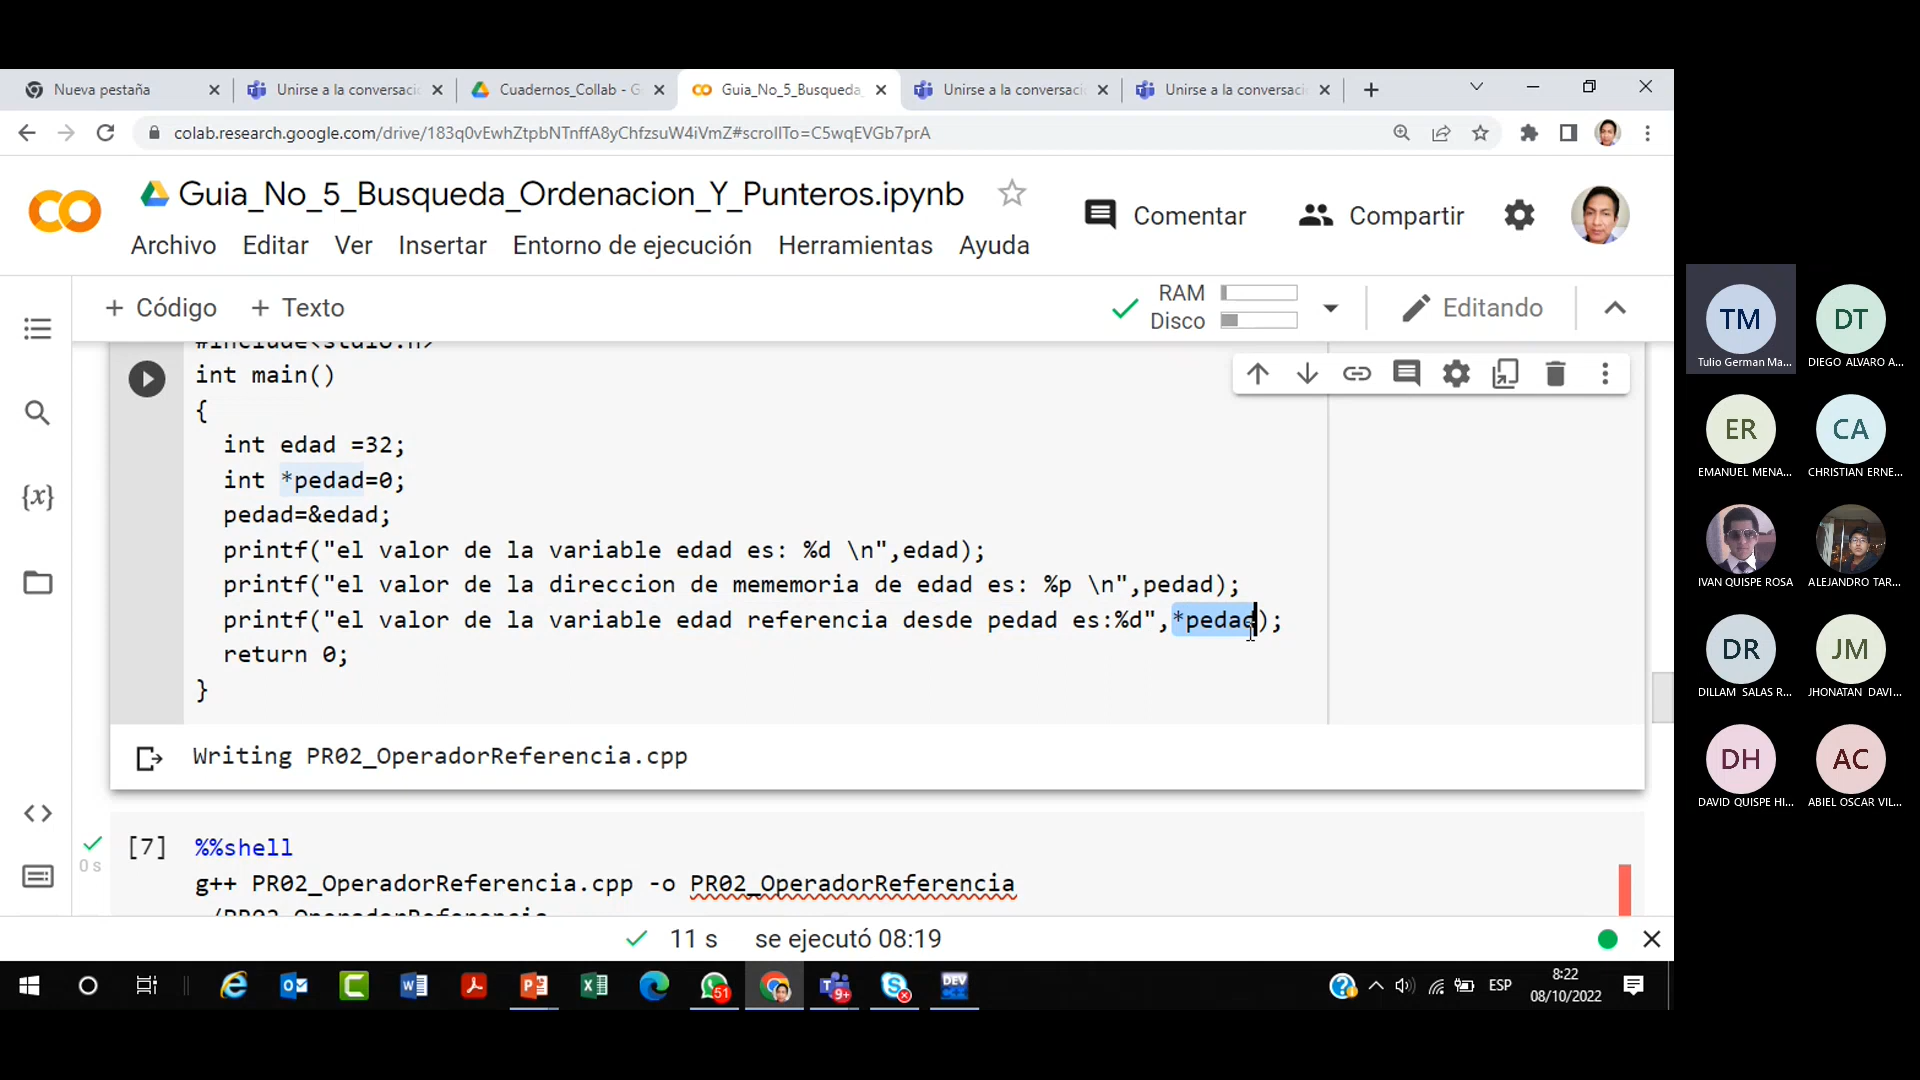 Nueva pestaña
Unirse a la conversaci
Cuadernos_Collab - G
Guia_No_5_Busqueda_
Unirse a la conversaci
Unirse a la conversaci
colab.research.google.com/drive/183q0vEwhZtpbNTnffA8yChfzsuW4iVmZ#scrollTo=C5wqEVGb7prA
Guia_No_5_Busqueda_Ordenacion_Y_Punteros.ipynb
Comentar
Compartir
Archivo Editar Ver Insertar Entorno de ejecución Herramientas Ayuda
+ Código + Texto
RAM
Disco
Editando
#include<stdio.h>
int main()
{
int edad =32;
int *pedad=0;
pedad=&edad;
printf("el valor de la variable edad es: %d \n",edad);
printf("el valor de la direccion de mememoria de edad es: %p \n",pedad);
printf("el valor de la variable edad referencia desde pedad es:%d",*pedad);
return 0;
}
Writing PR02_OperadorReferencia.cpp
[7] %%shell
0 s
g++ PR02_OperadorReferencia.cpp -o PR02_OperadorReferencia
./PR02_OperadorReferencia
11 s se ejecutó 08:19
51
9+
DEV
ESP
8:22
08/10/2022
TM
Tulio German Ma...
DT
DIEGO ALVARO A...
ER
EMANUEL MENA...
CA
CHRISTIAN ERNE...
IVAN QUISPE ROSA
ALEJANDRO TAR...
DR
DILLAM SALAS R...
JM
JHONATAN DAVI...
DH
DAVID QUISPE HI...
AC
ABIEL OSCAR VIL...